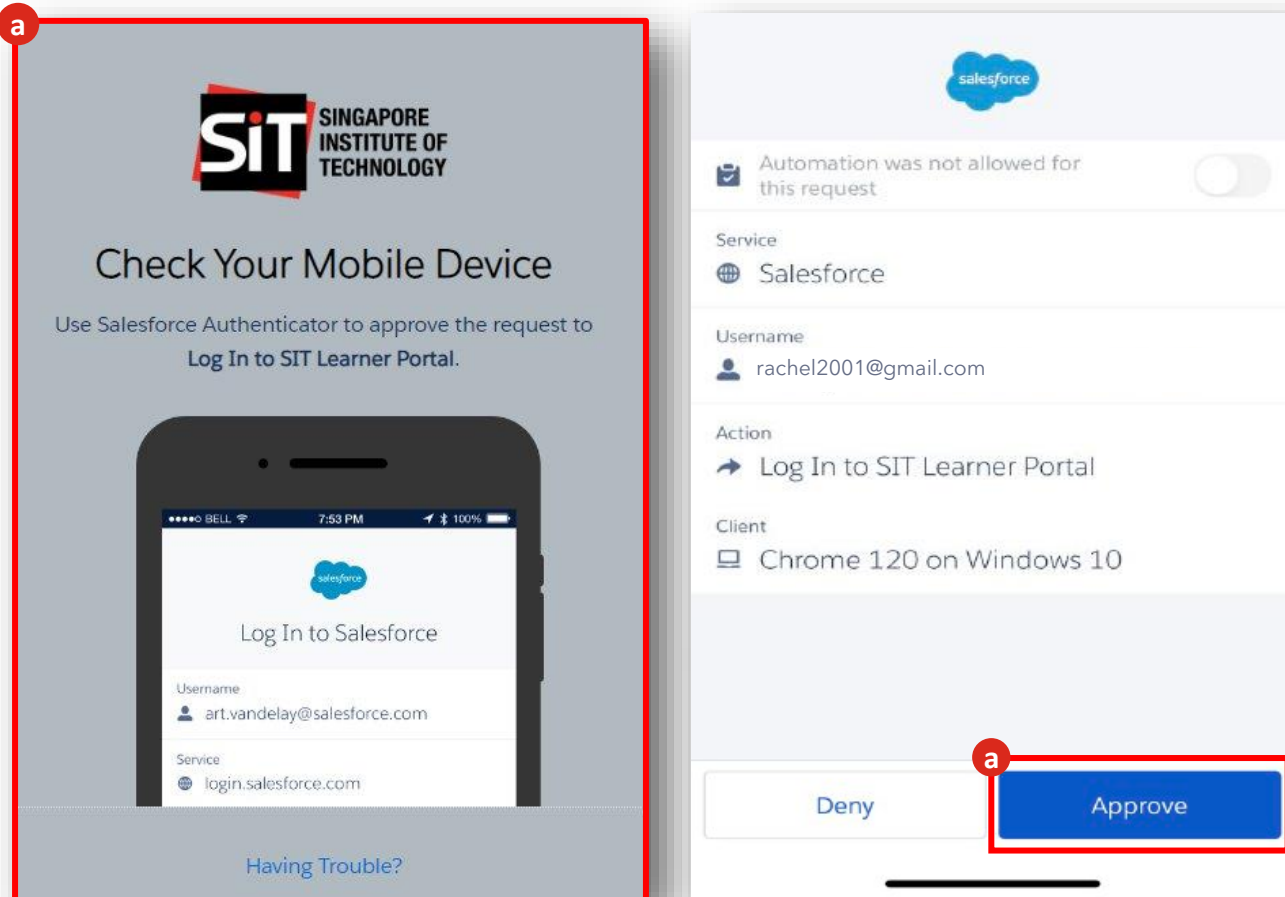 a
SiT
SINGAPORE
INSTITUTE OF
TECHNOLOGY
Check Your Mobile Device
Use Salesforce Authenticator to approve the request to
Log In to SIT Learner Portal.
BELL 7:53 PM 100%
salesforce
Log In to Salesforce
Username
art.vandelay@salesforce.com
Service
login.salesforce.com
Having Trouble?
salesforce
Automation was not allowed for
this request
Service
Salesforce
Username
rachel2001@gmail.com
Action
Log In to SIT Learner Portal
Client
Chrome 120 on Windows 10
a
Deny Approve